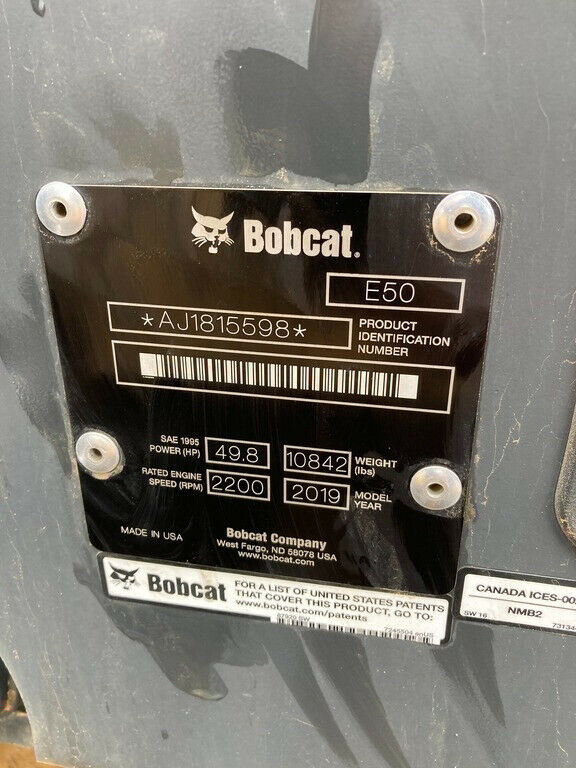 Bobcat.
E50
*AJ1815598*
PRODUCT
IDENTIFICATION
NUMBER
SAE 1995
POWER (HP)
49.8
10842
WEIGHT
(lbs)
RATED ENGINE
SPEED (RPM)
2200
2019
MODEL
YEAR
MADE IN USA
Bobcat Company
West Fargo, ND 58078 USA
www.bobcat.com
Bobcat
FOR A LIST OF UNITED STATES PATENTS
THAT COVER THIS PRODUCT, GO TO:
www.bobcat.com/patents
CANADA ICES-00
SW 16
NMB2
7313